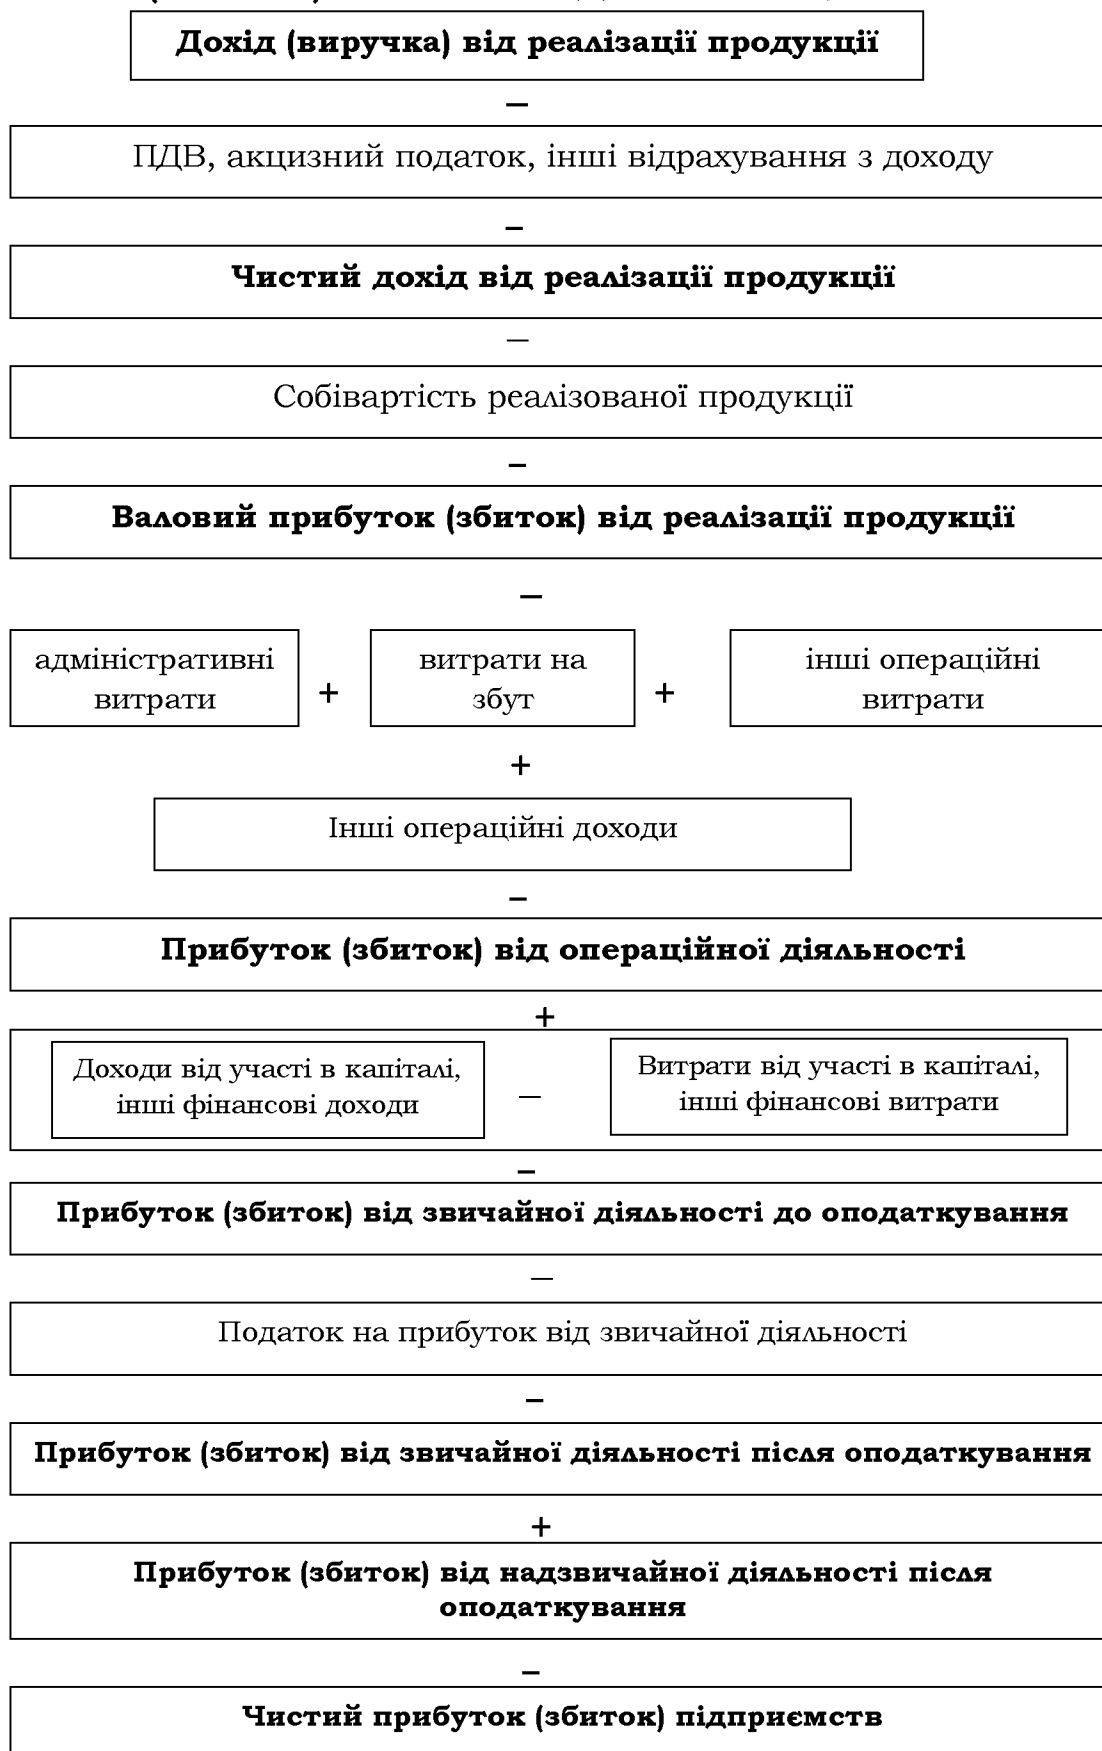 Дохід (виручка) від реалізації продукції
–
ПДВ, акцизний податок, інші відрахування з доходу
–
Чистий дохід від реалізації продукції
–
Собівартість реалізованої продукції
–
Валовий прибуток (збиток) від реалізації продукції
–
адміністративні
витрати
+
витрати на
збут
+
інші операційні
витрати
+
Інші операційні доходи
–
Прибуток (збиток) від операційної діяльності
+
Доходи від участі в капіталі,
інші фінансові доходи
–
Витрати від участі в капіталі,
інші фінансові витрати
–
Прибуток (збиток) від звичайної діяльності до оподаткування
–
Податок на прибуток від звичайної діяльності
–
Прибуток (збиток) від звичайної діяльності після оподаткування
+
Прибуток (збиток) від надзвичайної діяльності після
оподаткування
–
Чистий прибуток (збиток) підприємств